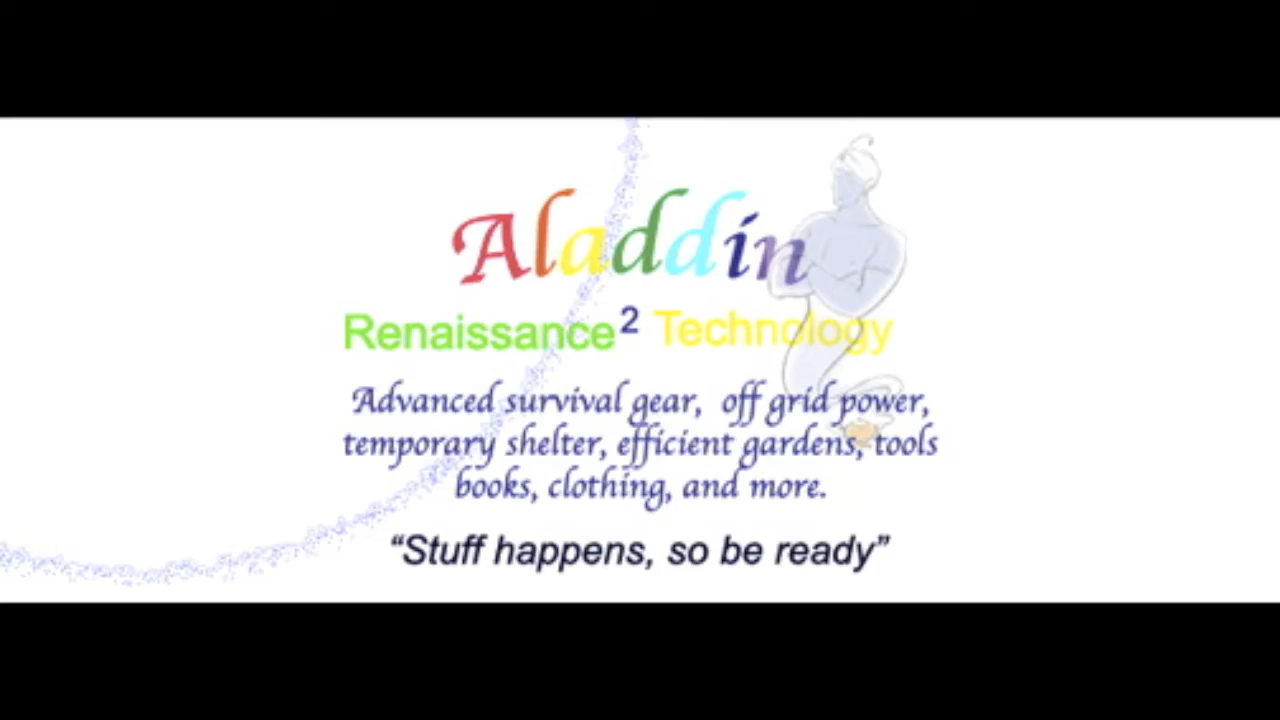 Aladdin
Renaissance² Technology
Advanced survival gear, off grid power,
temporary shelter, efficient gardens, tools
books, clothing, and more.
“Stuff happens, so be ready”